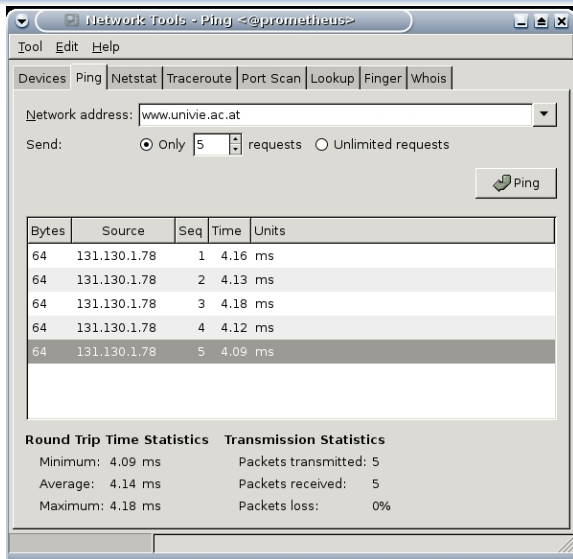 Network Tools - Ping <@prometheus>
Tool Edit Help
Devices Ping Netstat Traceroute Port Scan Lookup Finger Whois
Network address: www.univie.ac.at
Send: Only 5 requests Unlimited requests
Ping
Bytes Source Seq Time Units
64 131.130.1.78 1 4.16 ms
64 131.130.1.78 2 4.13 ms
64 131.130.1.78 3 4.18 ms
64 131.130.1.78 4 4.12 ms
64 131.130.1.78 5 4.09 ms
Round Trip Time Statistics Transmission Statistics
Minimum: 4.09 ms Packets transmitted: 5
Average: 4.14 ms Packets received: 5
Maximum: 4.18 ms Packets loss: 0%